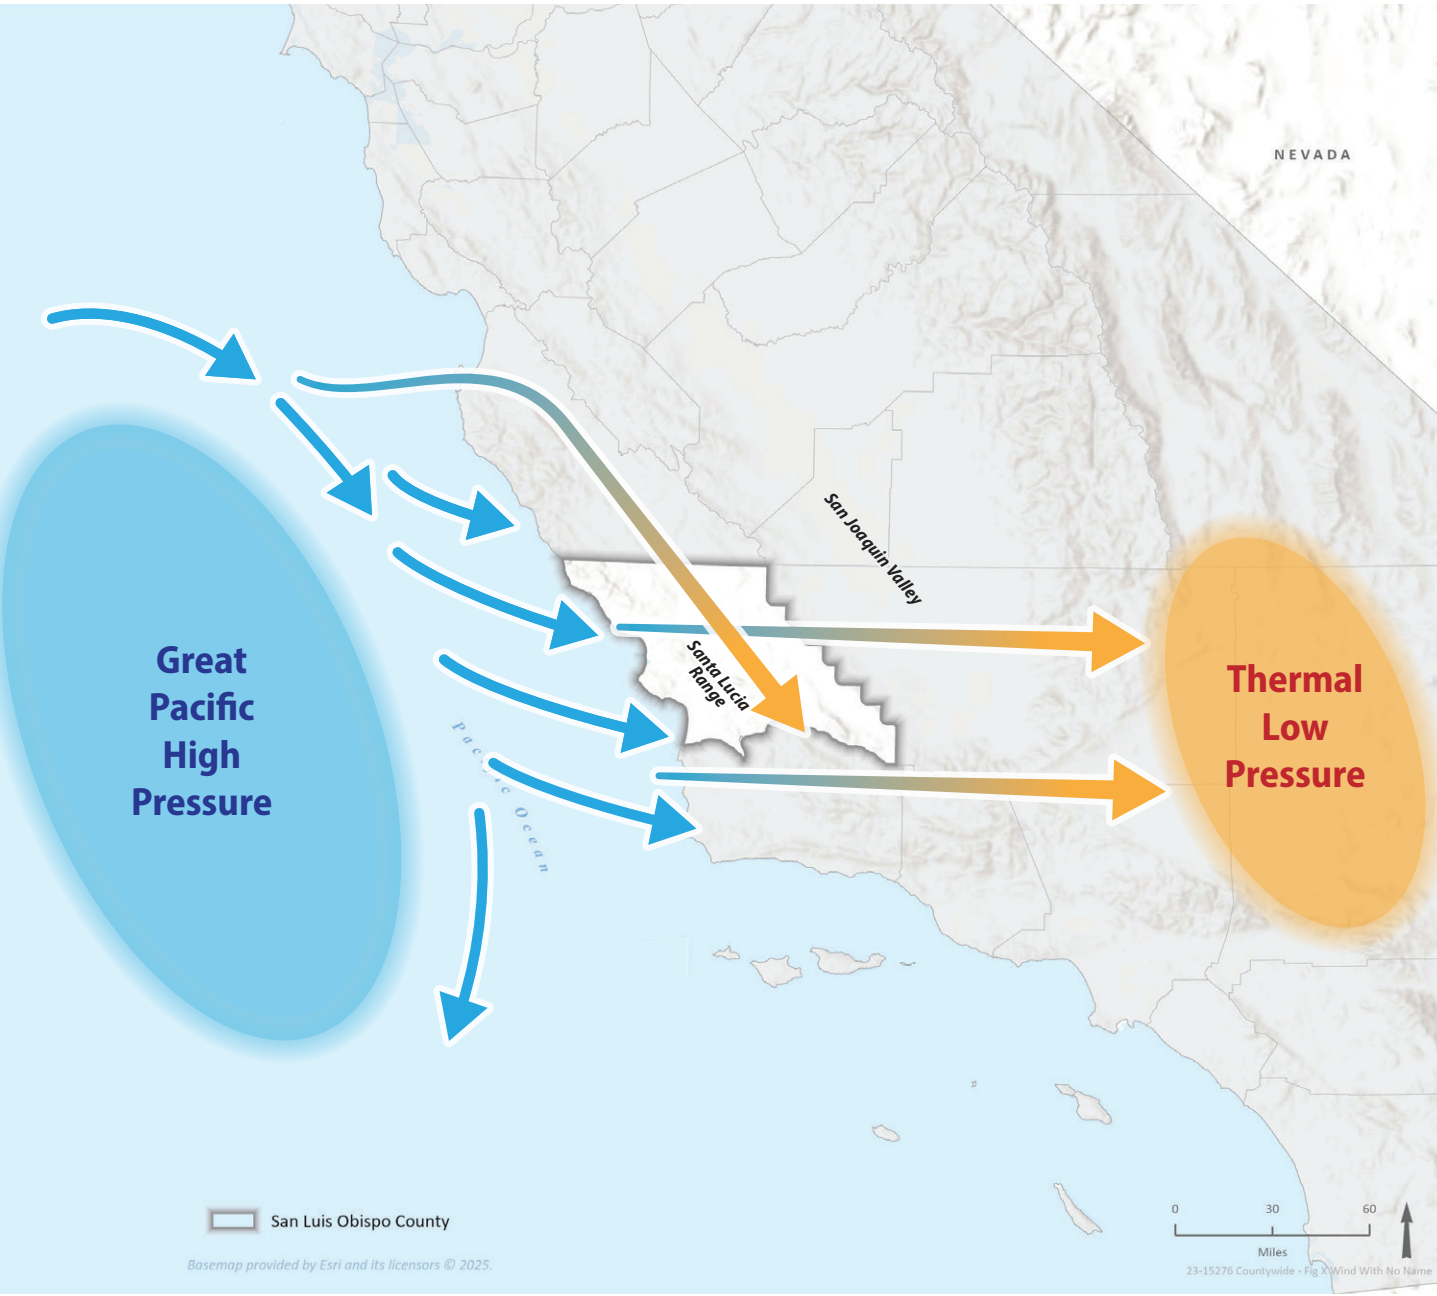 NEVADA
San Joaquin Valley
Great
Pacific
High
Pressure
Santa Lucia
Range
Thermal
Low
Pressure
Pacific Ocean
San Luis Obispo County
Basemap provided by Esri and its licensors © 2025.
0 30 60
Miles
23-15276 Countywide - Fig X Wind With No Name